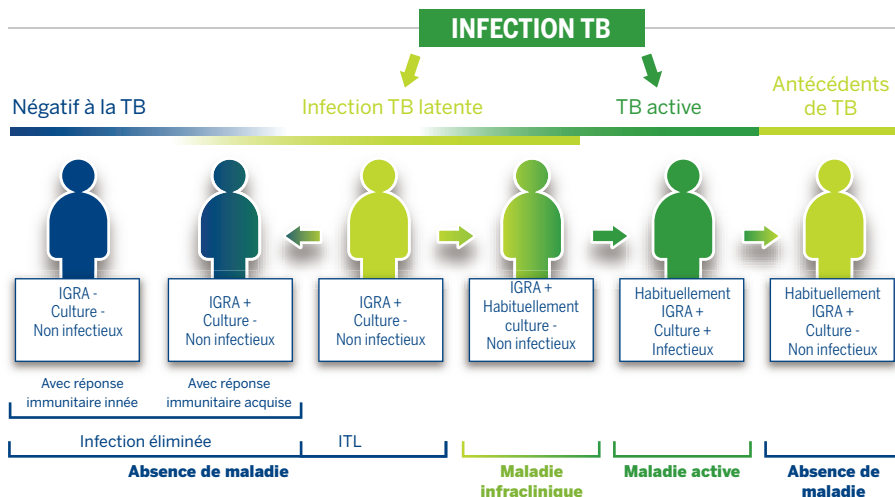 INFECTION TB
Négatif à la TB
Infection TB latente
TB active
Antécédents
de TB
IGRA -
Culture -
Non infectieux
IGRA +
Culture -
Non infectieux
IGRA +
Culture -
Non infectieux
IGRA +
Habituellement
culture -
Non infectieux
Habituellement
IGRA +
Culture +
Infectieux
Habituellement
IGRA +
Culture -
Non infectieux
Avec réponse
immunitaire innée
Avec réponse
immunitaire acquise
Infection éliminée
ITL
Absence de maladie
Maladie
infraclinique
Maladie active
Absence de
maladie